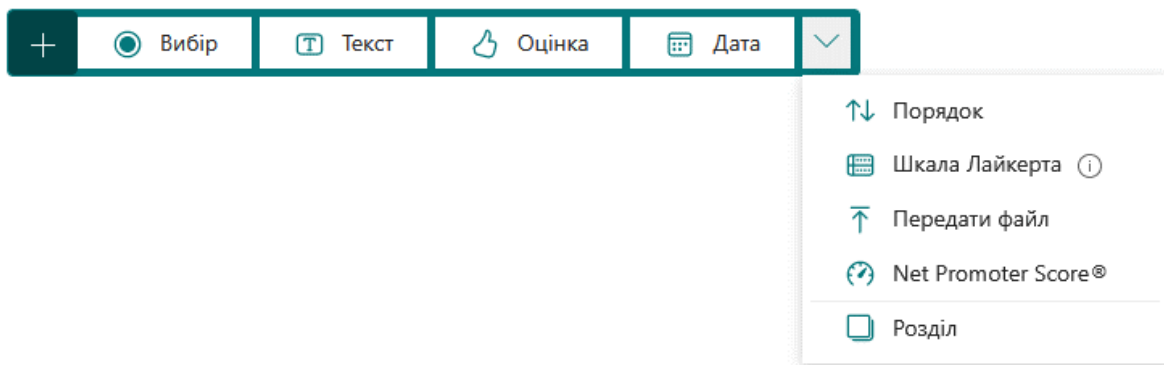 Вибір Текст Оцінка Дата
Порядок
Шкала Лайкерта
Передати файл
Net Promoter Score®
Розділ